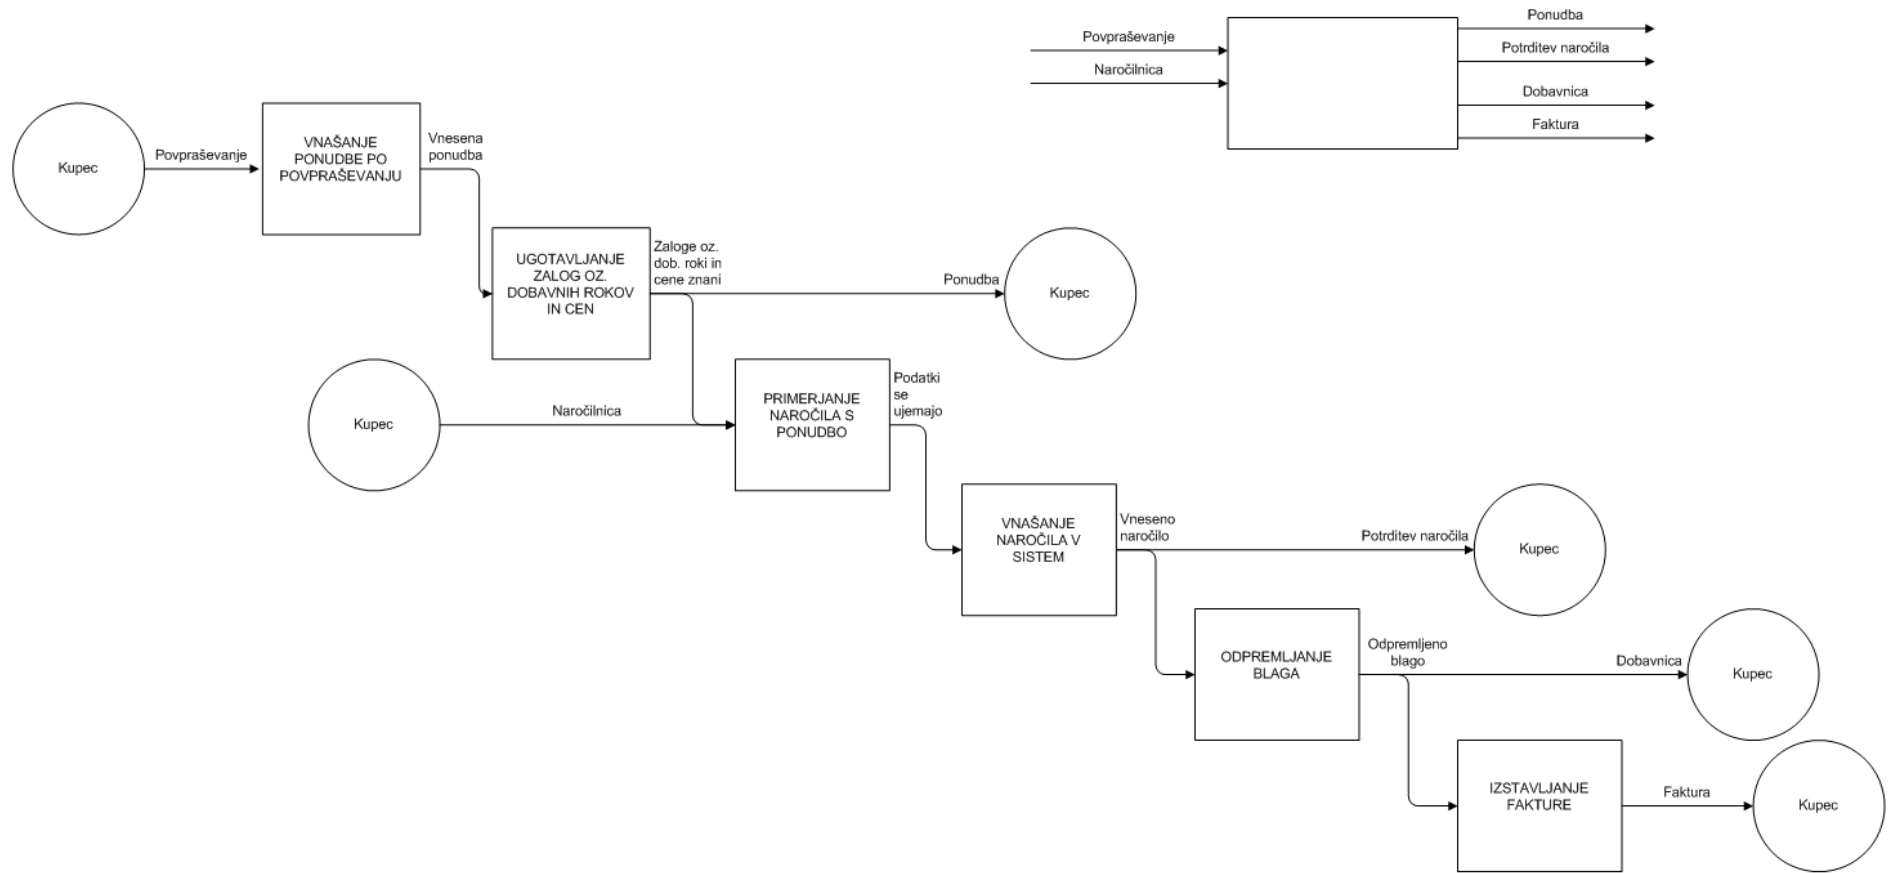 Ponudba
Povpraševanje
Potrditev naročila
Naročilnica
Dobavnica
Faktura
Kupec
Povpraševanje
VNAŠANJE
PONUDBE PO
POVPRAŠEVANJU
Vnesena
ponudba
UGOTAVLJANJE
ZALOG OZ.
DOBAVNIH ROKOV
IN CEN
Zaloge oz.
dob. roki in
cene znani
Ponudba
Kupec
Kupec
Naročilnica
PRIMERJANJE
NAROČILA S
PONUDBO
Podatki
se
ujemajo
VNAŠANJE
NAROČILA V
SISTEM
Vneseno
naročilo
Potrditev naročila
Kupec
ODPREMLJANJE
BLAGA
Odpremljeno
blago
Dobavnica
Kupec
IZSTAVLJANJE
FAKTURE
Faktura
Kupec